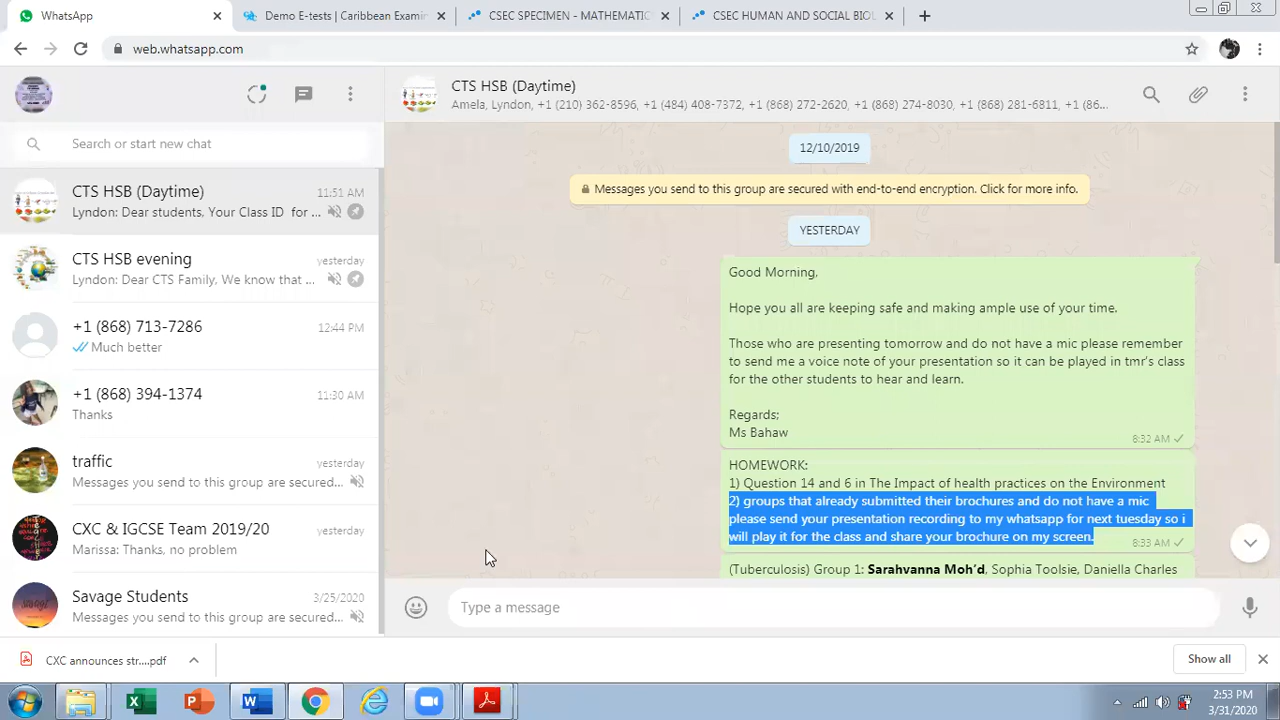 WhatsApp
Demo E-tests | Caribbean Examin
CSEC SPECIMEN - MATHEMATIC
CSEC HUMAN AND SOCIAL BIOL
web.whatsapp.com
Search or start new chat
CTS HSB (Daytime)
11:51 AM
Lyndon: Dear students. Your Class ID for ...
CTS HSB evening
yesterday
Lyndon: Dear CTS Family, We know that ...
+1 (868) 713-7286
12:44 PM
Much better
+1 (868) 394-1374
11:30 AM
Thanks
traffic
yesterday
Messages you send to this group are secured...
CXC & IGCSE Team 2019/20
yesterday
Marissa: Thanks, no problem
Savage Students
3/25/2020
Messages you send to this group are secured...
CTS HSB (Daytime)
Amela, Lyndon, +1 (210) 362-8596, +1 (484) 408-7372, +1 (868) 272-2620, +1 (868) 274-8030, +1 (868) 281-6811, +1 (86...
12/10/2019
Messages you send to this group are secured with end-to-end encryption. Click for more info.
YESTERDAY
Good Morning,
Hope you all are keeping safe and making ample use of your time.
Those who are presenting tomorrow and do not have a mic please remember
to send me a voice note of your presentation so it can be played in tmr's class
for the other students to hear and learn.
Regards;
Ms Bahaw
8:32 AM
HOMEWORK:
1) Question 14 and 6 in The Impact of health practices on the Environment
2) groups that already submitted their brochures and do not have a mic
please send your presentation recording to my whatsapp for next tuesday so i
will play it for the class and share your brochure on my screen.
8:33 AM
(Tuberculosis) Group 1: Sarahvanna Moh'd, Sophia Toolsie, Daniella Charles
Type a message
CXC announces str....pdf
Show all
2:53 PM
3/31/2020